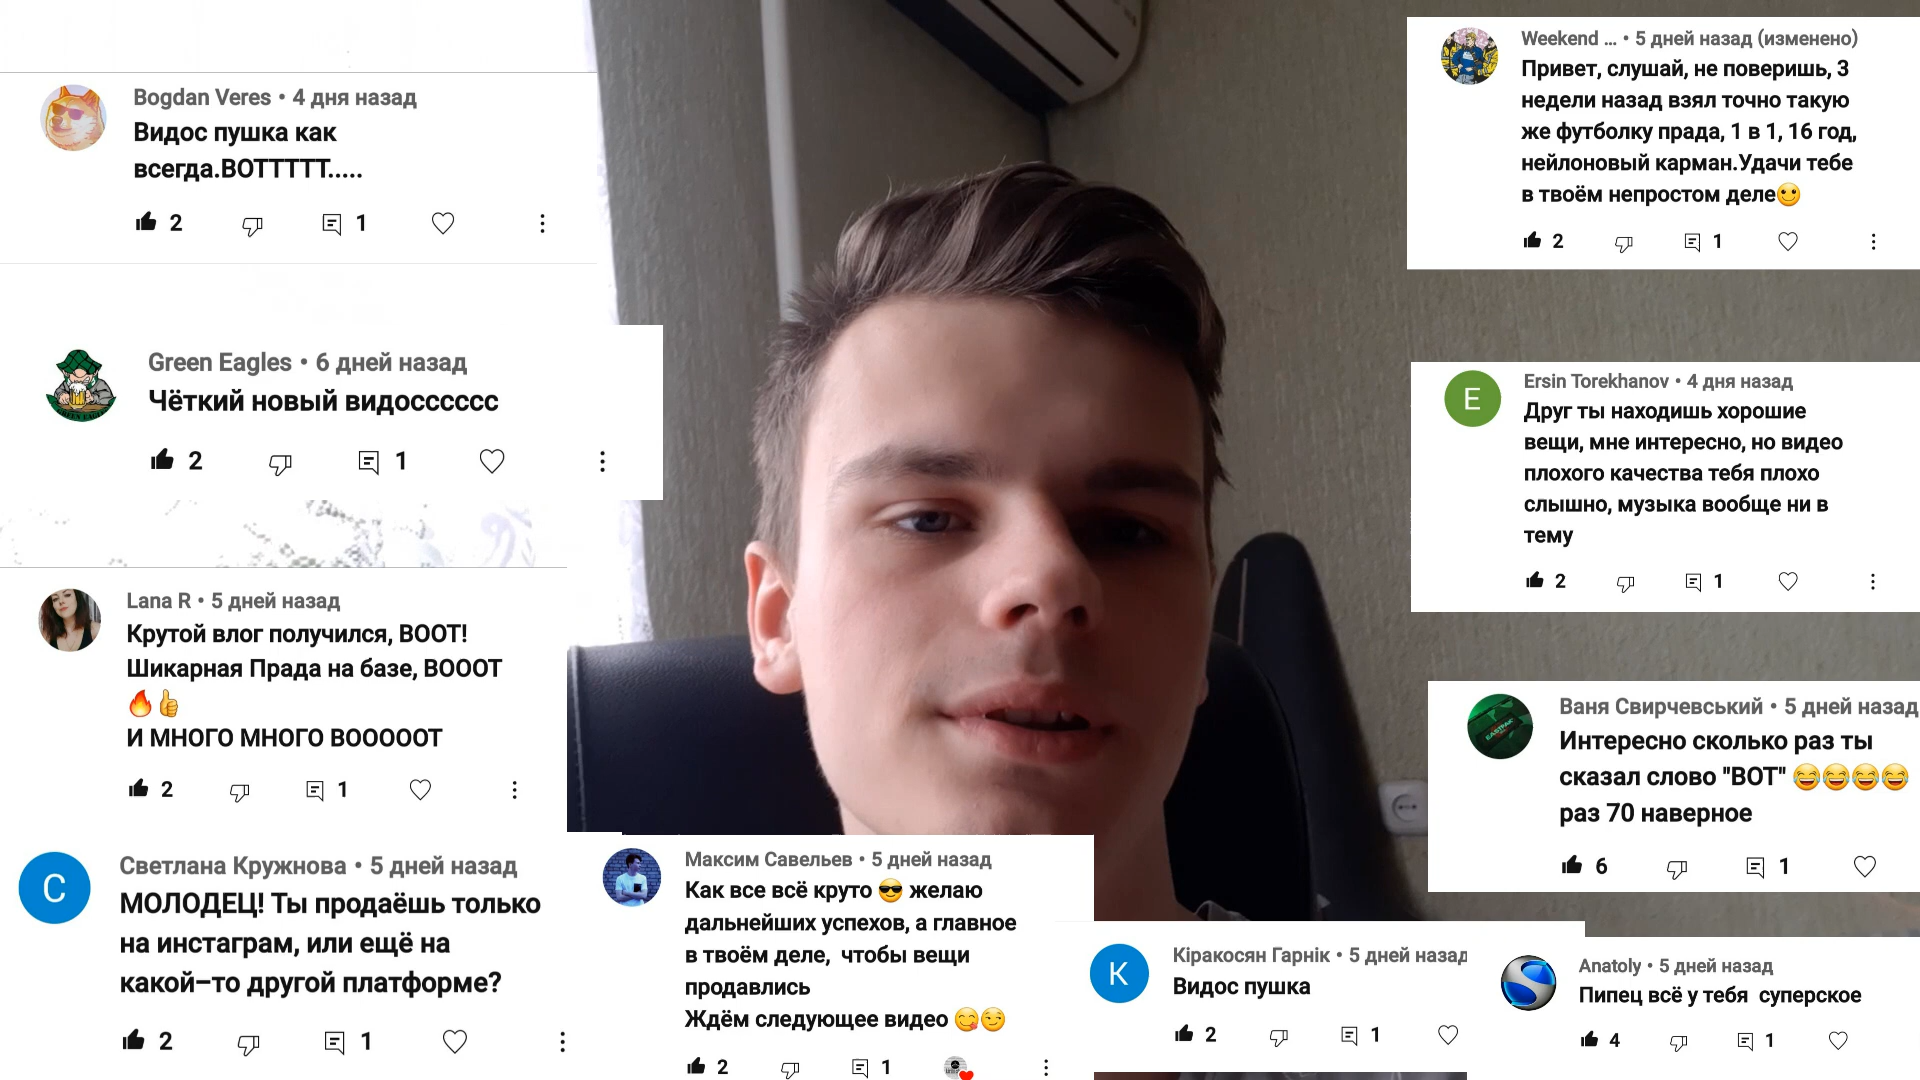 Bogdan Veres • 4 дня назад
Видос пушка как
всегда.ВОТТТТТ.....
2 1
Green Eagles • 6 дней назад
Чёткий новый видосссссс
2 1
Lana R • 5 дней назад
Крутой влог получился, ВООТ!
Шикарная Прада на базе, ВОООТ
🔥👍
И МНОГО МНОГО ВОООООТ
2 1
С
Светлана Кружнова • 5 дней назад
МОЛОДЕЦ! Ты продаёшь только
на инстаграм, или ещё на
какой–то другой платформе?
2 1
Максим Савельев • 5 дней назад
Как все всё круто 😎 желаю
дальнейших успехов, а главное
в твоём деле, чтобы вещи
продавлись
Ждём следующее видео 😋😏
2 1
Weekend ... • 5 дней назад (изменено)
Привет, слушай, не поверишь, 3
недели назад взял точно такую
же футболку прада, 1 в 1, 16 год,
нейлоновый карман.Удачи тебе
в твоём непростом деле🙂
2 1
E
Ersin Torekhanov • 4 дня назад
Друг ты находишь хорошие
вещи, мне интересно, но видео
плохого качества тебя плохо
слышно, музыка вообще ни в
тему
2 1
Ваня Свирчевський • 5 дней назад
Интересно сколько раз ты
сказал слово "ВОТ" 😂😂😂😂
раз 70 наверное
6 1
К
Кіракосян Гарнік • 5 дней назад
Видос пушка
2 1
Anatoly • 5 дней назад
Пипец всё у тебя суперское
4 1